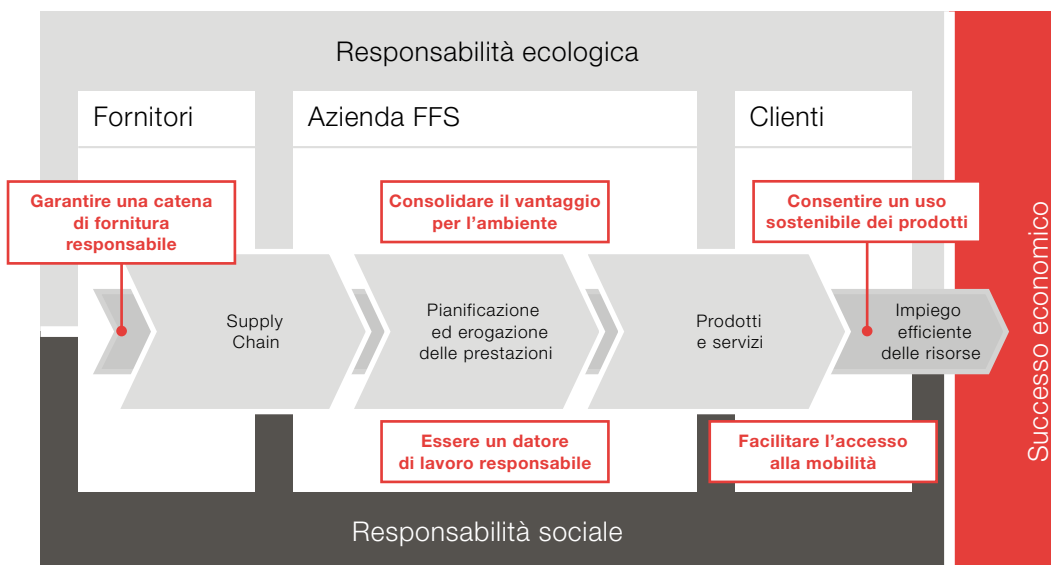 Responsabilità ecologica
Fornitori
Azienda FFS
Clienti
Garantire una catena
di fornitura
responsabile
Consolidare il vantaggio
per l’ambiente
Consentire un uso
sostenibile dei prodotti
Supply
Chain
Pianificazione
ed erogazione
delle prestazioni
Prodotti
e servizi
Impiego
efficiente
delle risorse
Essere un datore
di lavoro responsabile
Facilitare l’accesso
alla mobilità
Responsabilità sociale
Successo economico